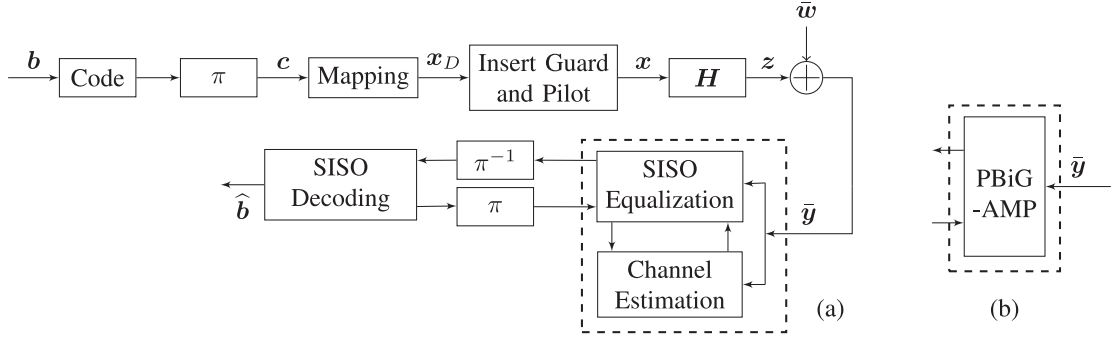 b
Code
π
c
Mapping
x_D
Insert Guard
and Pilot
x
H
z
w̄
SISO
Decoding
b̂
π⁻¹
π
SISO
Equalization
Channel
Estimation
ȳ
(a)
PBiG
-AMP
ȳ
(b)